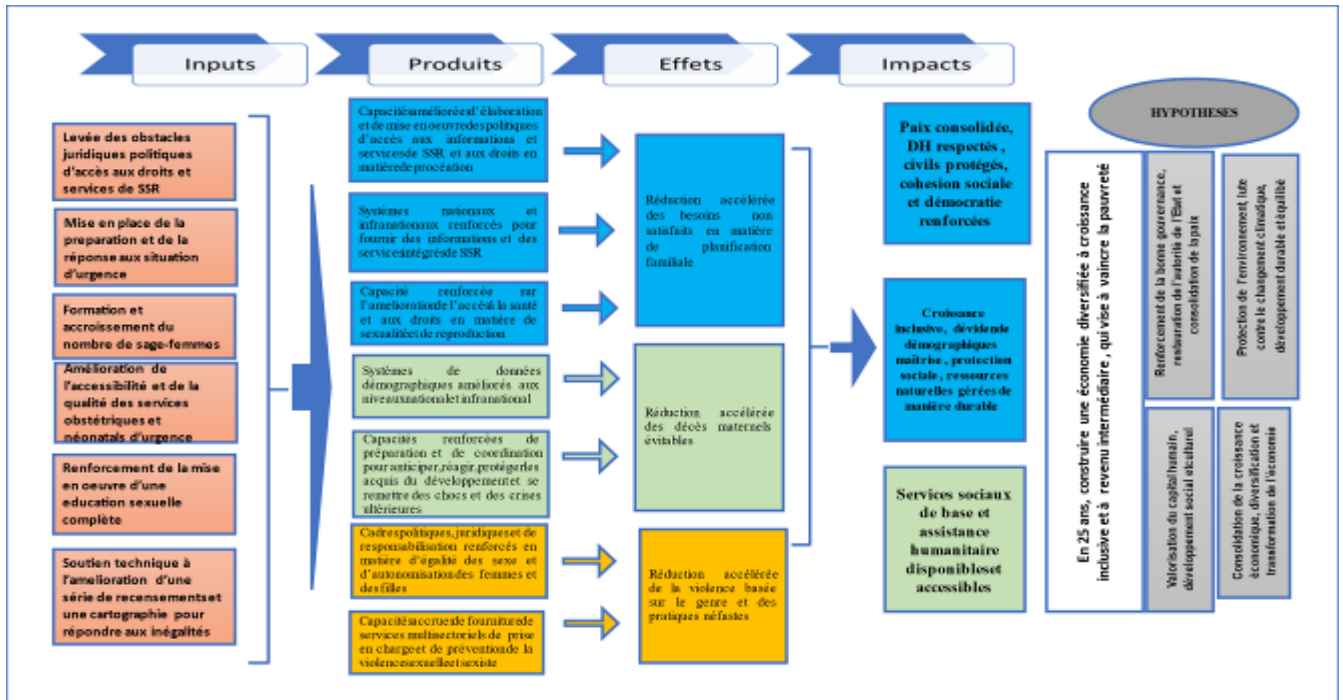 Inputs
Produits
Effets
Impacts
Levée des obstacles
juridiques politiques
d'accès aux droits et
services de SSR
Mise en place de la
preparation et de la
réponse aux situation
d'urgence
Formation et
accroissement du
nombre de sage-femmes
Amélioration de
l'accessibilité et de la
qualité des services
obstétriques et
néonatals d'urgence
Renforcement de la mise
en oeuvre d'une
education sexuelle
complète
Soutien technique à
l'amelioration d'une
série de recensements et
une cartographie pour
répondre aux inégalités
Capacités améliorées d'élaboration
et de mise en oeuvre des politiques
d'accès aux informations et
services de SSR et aux droits en
matière de procéation
Systèmes nationaux et
infranationaux renforcés pour
fournir des informations et des
services intégrés de SSR
Capacité renforcée sur
l'amelioration de l'accès à la santé
et aux droits en matière de
sexualité et de reproduction
Systèmes de données
démographiques améliorés aux
niveaux national et infranational
Capacités renforcées de
préparation et de coordination
pour anticiper, réagir, protéger les
acquis du développement et se
remettre des chocs et des crises
ultérieures
Cadres politiques, juridiques et de
responsabilisation renforcés en
matière d'égalité des sexe et
d'autonomisation des femmes et
des filles
Capacités accrues de fourniture de
services multisectoriels de prise
en charge et de prévention de la
violence sexuelle et sexiste
Réduction accélérée
des besoins non
satisfaits en matière
de planification
familiale
Réduction accélérée
des décès maternels
évitables
Réduction accélérée
de la violence basée
sur le genre et des
pratiques néfastes
Paix consolidée,
DH respectés ,
civils protégés,
cohesion sociale
et démocratie
renforcées
Croissance
inclusive, dévidende
démographiques
maîtrise , protection
sociale , ressources
naturelles gérées de
manière durable
Services sociaux
de base et
assistance
humanitaire
disponibles et
accessibles
HYPOTHESES
En 25 ans, construire une économie diversifiée à croissance
inclusive et à revenu intermédiaire , qui vise à vaincre la pauvreté
Renforcement de la bonne gouvernance,
restauration de l'autorité de l'Etat et
consolidation de la paix
Protection de l'environnement, lute
contre le changement climatique,
développement durable et équilibé
Valorisation du capital humain,
développement social et culturel
Consolidation de la croissance
économique, diversification et
transformation de l'économie